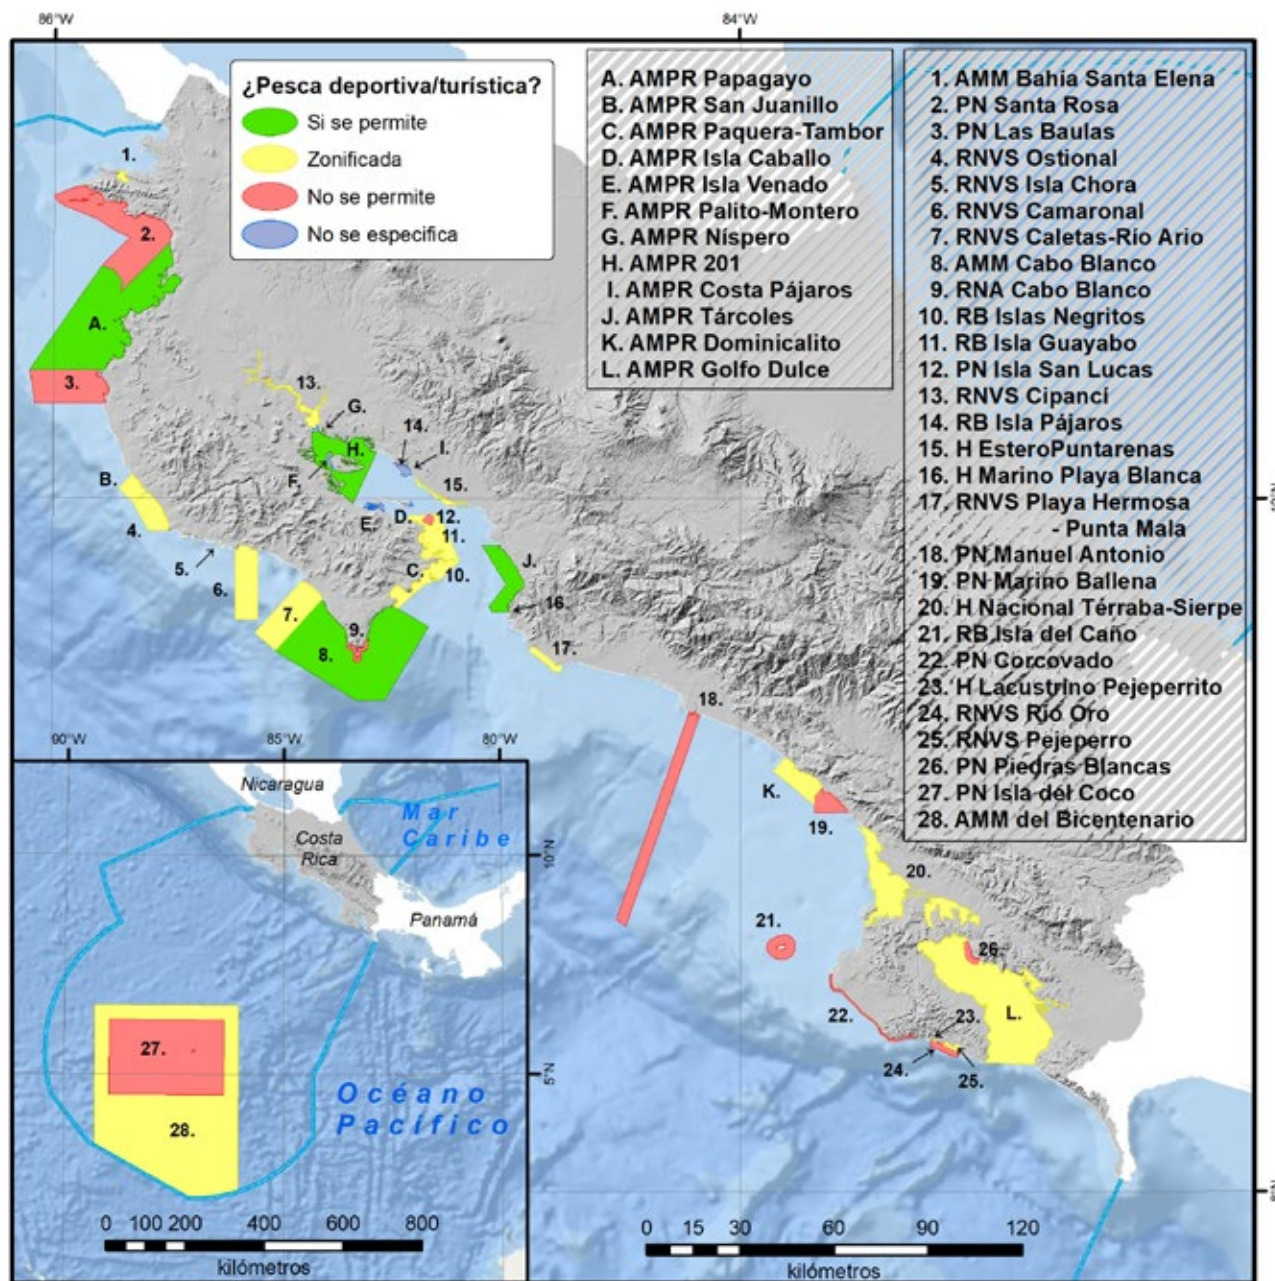 86°W
84°W
¿Pesca deportiva/turística?
Si se permite
Zonificada
No se permite
No se especifica
A. AMPR Papagayo
B. AMPR San Juanillo
C. AMPR Paquera-Tambor
D. AMPR Isla Caballo
E. AMPR Isla Venado
F. AMPR Palito-Montero
G. AMPR Níspero
H. AMPR 201
I. AMPR Costa Pájaros
J. AMPR Tárcoles
K. AMPR Dominicalito
L. AMPR Golfo Dulce
1. AMM Bahía Santa Elena
2. PN Santa Rosa
3. PN Las Baulas
4. RNVS Ostional
5. RNVS Isla Chora
6. RNVS Camaronal
7. RNVS Caletas-Río Ario
8. AMM Cabo Blanco
9. RNA Cabo Blanco
10. RB Islas Negritos
11. RB Isla Guayabo
12. PN Isla San Lucas
13. RNVS Cipancí
14. RB Isla Pájaros
15. H EsteroPuntarenas
16. H Marino Playa Blanca
17. RNVS Playa Hermosa
- Punta Mala
18. PN Manuel Antonio
19. PN Marino Ballena
20. H Nacional Térraba-Sierpe
21. RB Isla del Caño
22. PN Corcovado
23. H Lacustrino Pejeperrito
24. RNVS Río Oro
25. RNVS Pejeperro
26. PN Piedras Blancas
27. PN Isla del Coco
28. AMM del Bicentenario
1.
2.
A.
3.
13.
G.
14.
H.
I.
F.
B.
15.
E.
D.
12.
4.
11.
J.
5.
C.
10.
6.
16.
7.
9.
8.
17.
18.
K.
19.
20.
21.
26.
22.
23.
L.
24.
25.
10°N
8°N
90°W
85°W
80°W
Nicaragua
Mar
Caribe
Costa
Rica
10°N
Panamá
27.
5°N
Océano
Pacífico
28.
0 100 200 400 600 800
kilómetros
0 15 30 60 90 120
kilómetros